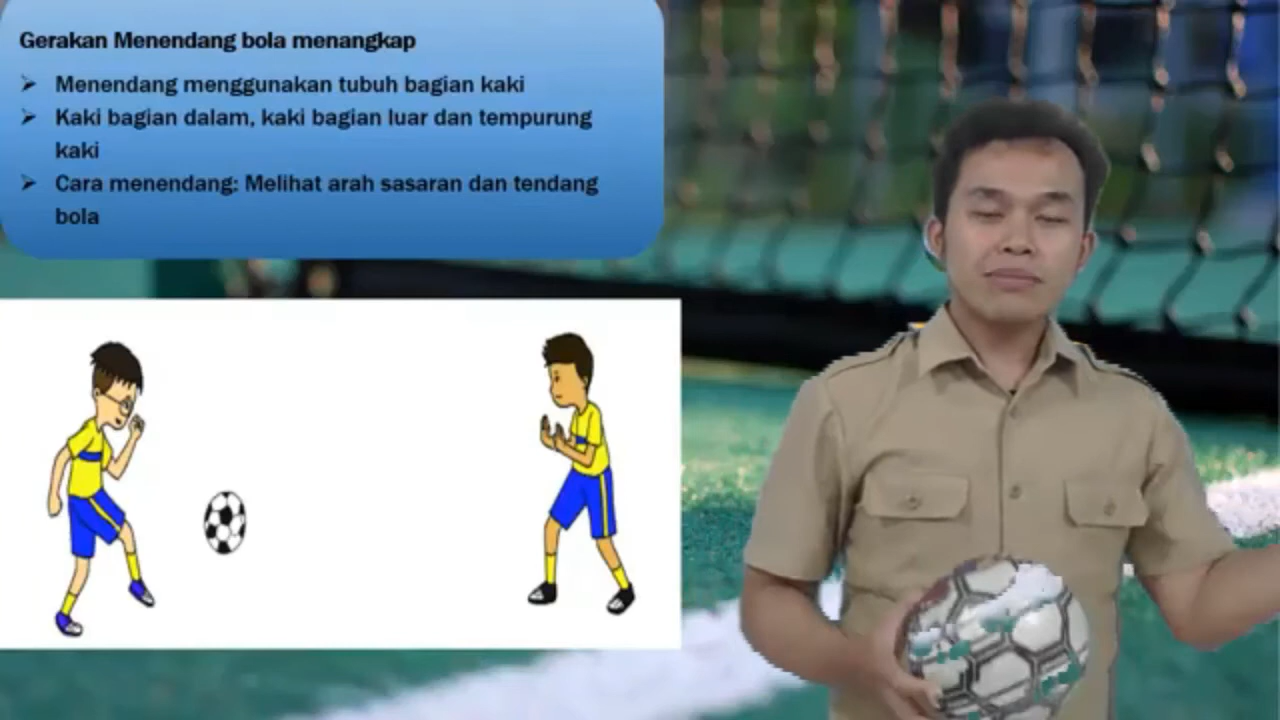 Gerakan Menendang bola menangkap
➢ Menendang menggunakan tubuh bagian kaki
➢ Kaki bagian dalam, kaki bagian luar dan tempurung
kaki
➢ Cara menendang: Melihat arah sasaran dan tendang
bola